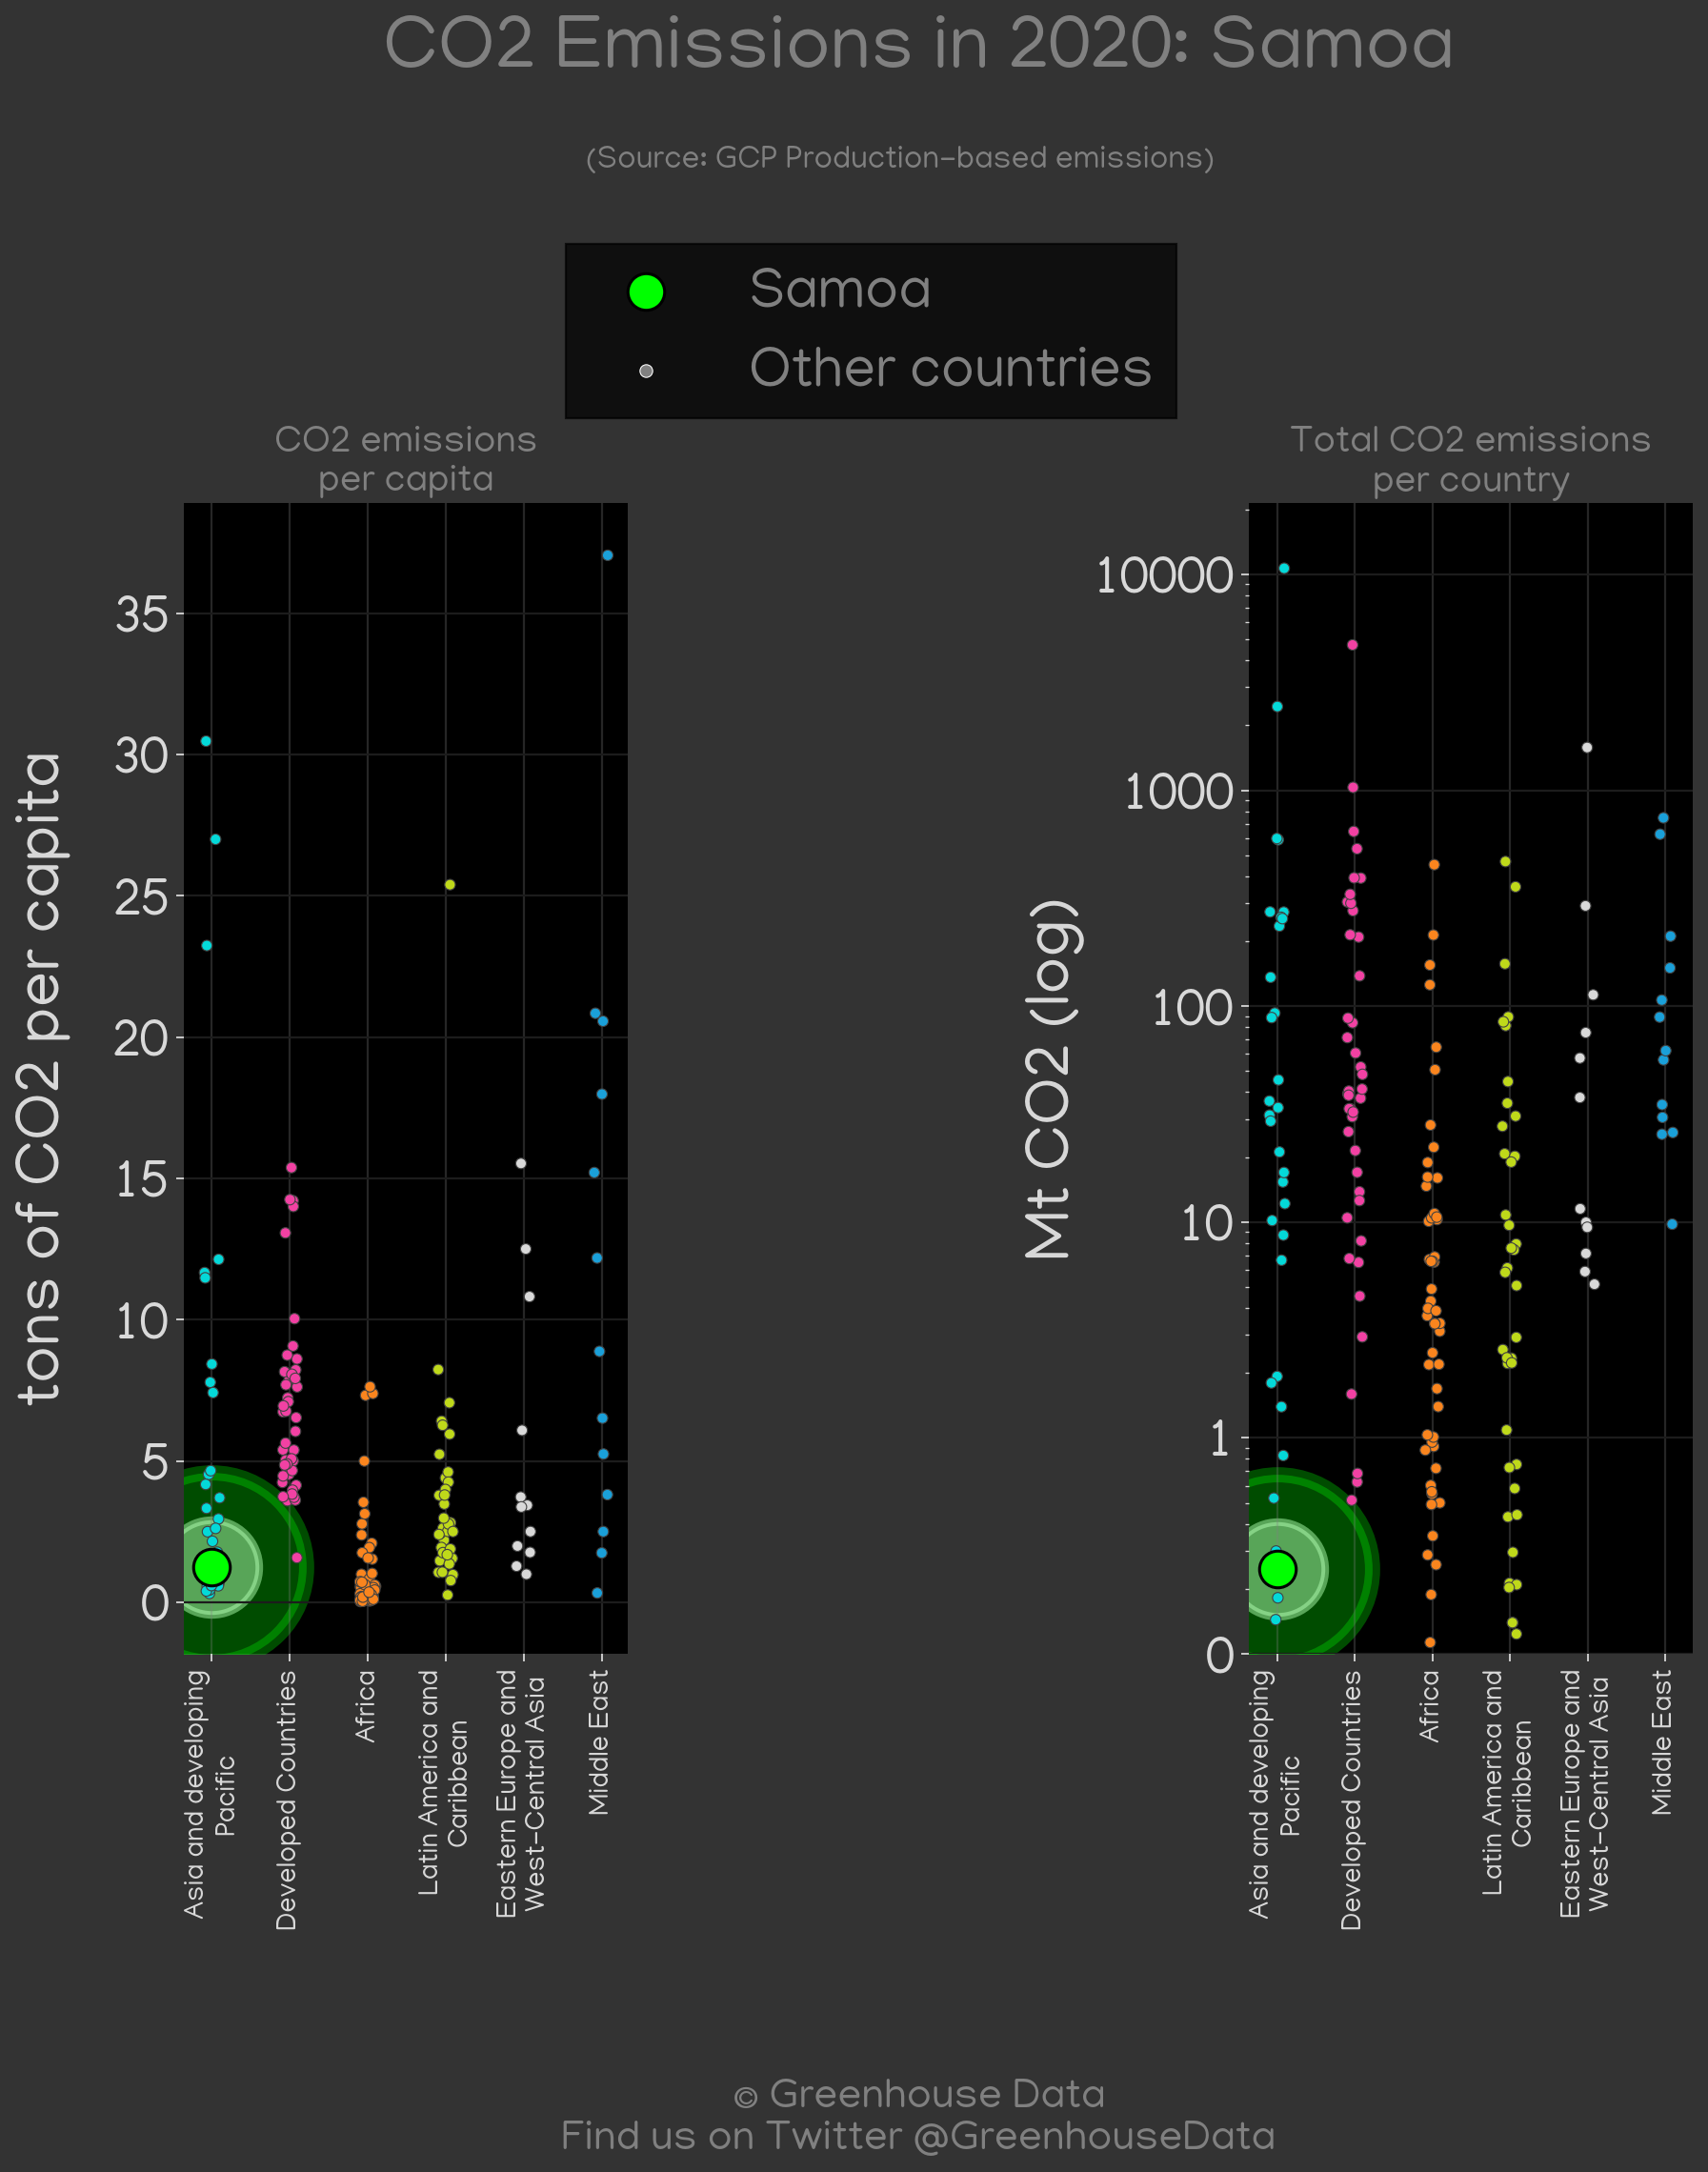 CO2 Emissions in 2020: Samoa
(Source: GCP Production-based emissions)
Samoa
Other countries
CO2 emissions
per capita
tons of CO2 per capita
35
30
25
20
15
10
5
0
Asia and developing
Pacific
Developed Countries
Africa
Latin America and
Caribbean
Eastern Europe and
West-Central Asia
Middle East
Total CO2 emissions
per country
Mt CO2 (log)
10000
1000
100
10
1
0
Asia and developing
Pacific
Developed Countries
Africa
Latin America and
Caribbean
Eastern Europe and
West-Central Asia
Middle East
© Greenhouse Data
Find us on Twitter @GreenhouseData